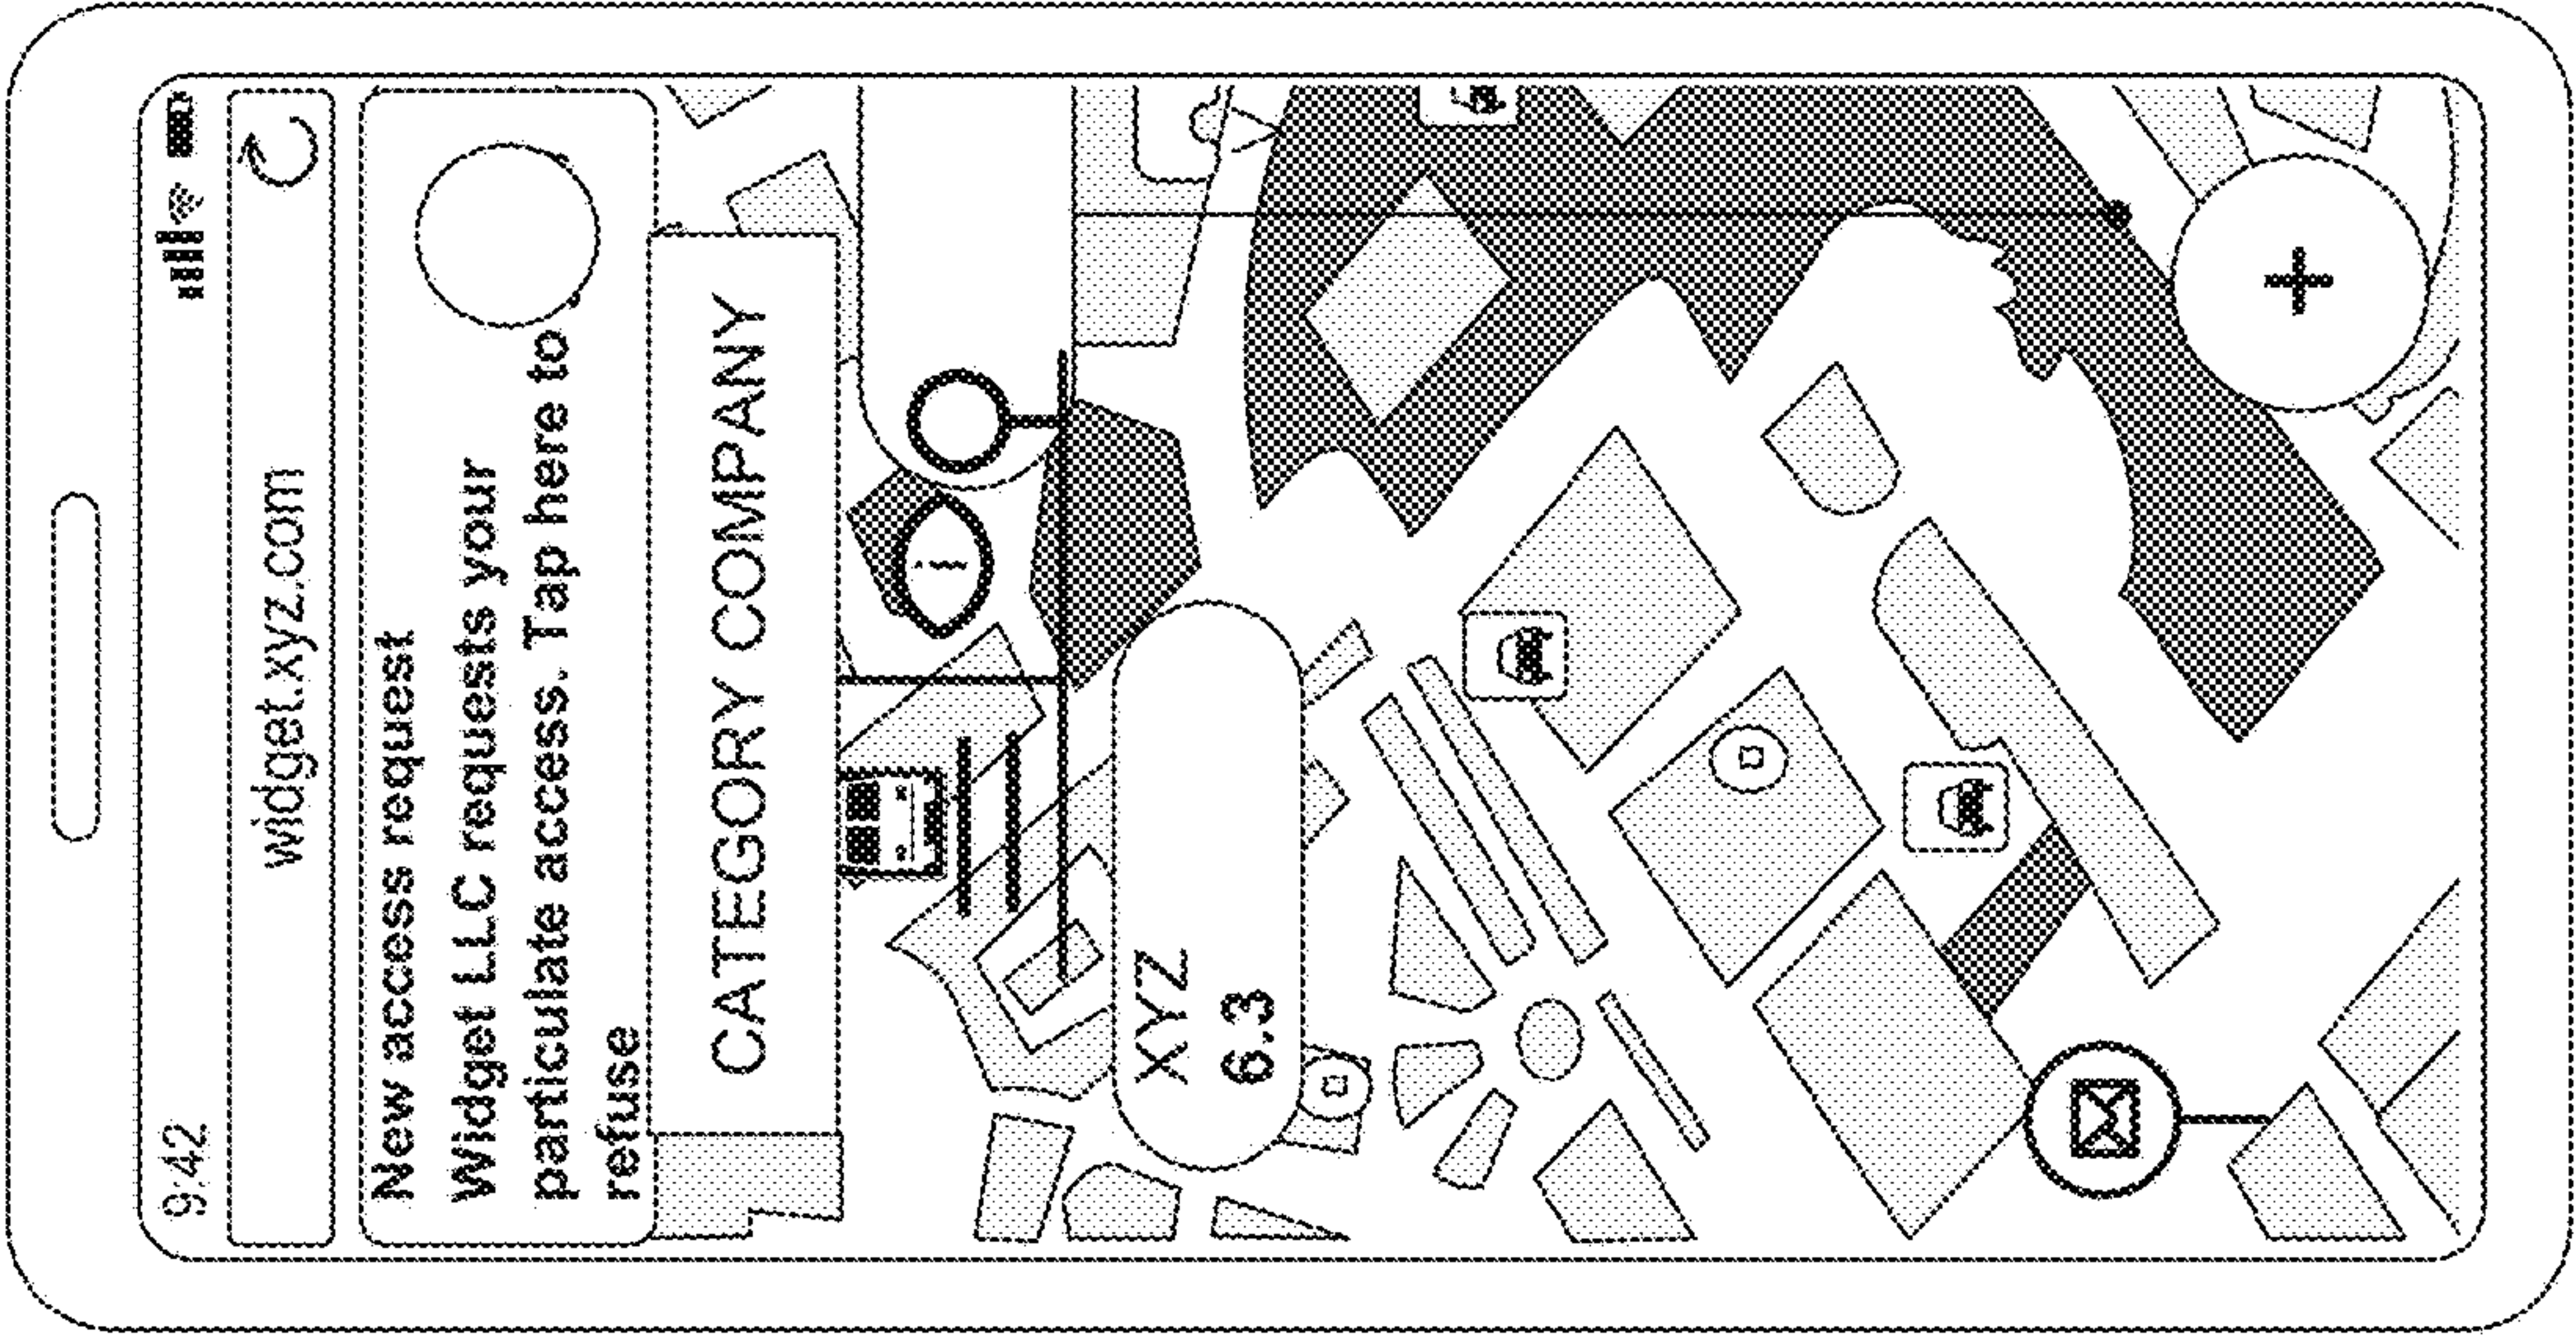 9:42
widget.xyz.com
New access request
Widget LLC requests your
particulate access. Tap here to
refuse
CATEGORY COMPANY
XYZ
6.3